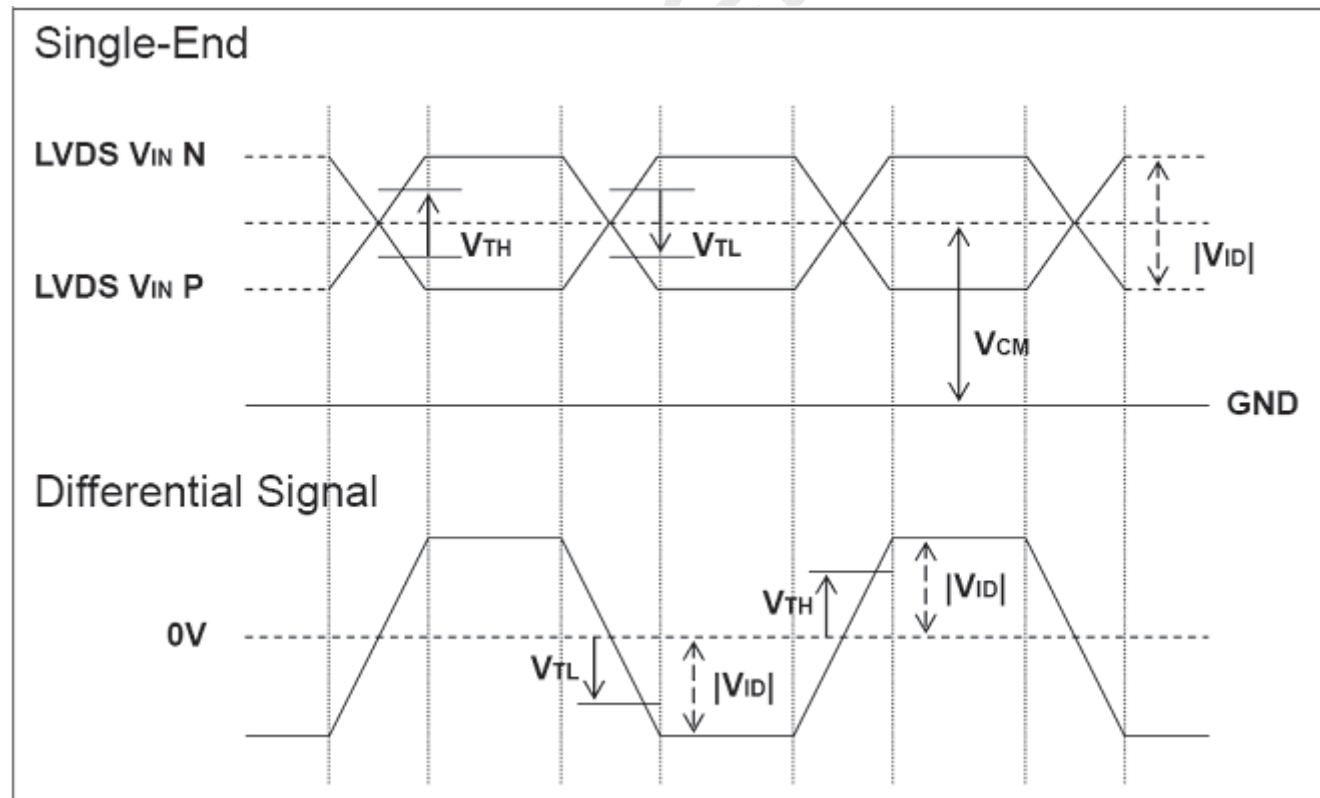 Single-End
LVDS VIN N
VTH
VTL
|VID|
LVDS VIN P
VCM
GND
Differential Signal
VTH
|VID|
0V
VTL
|VID|